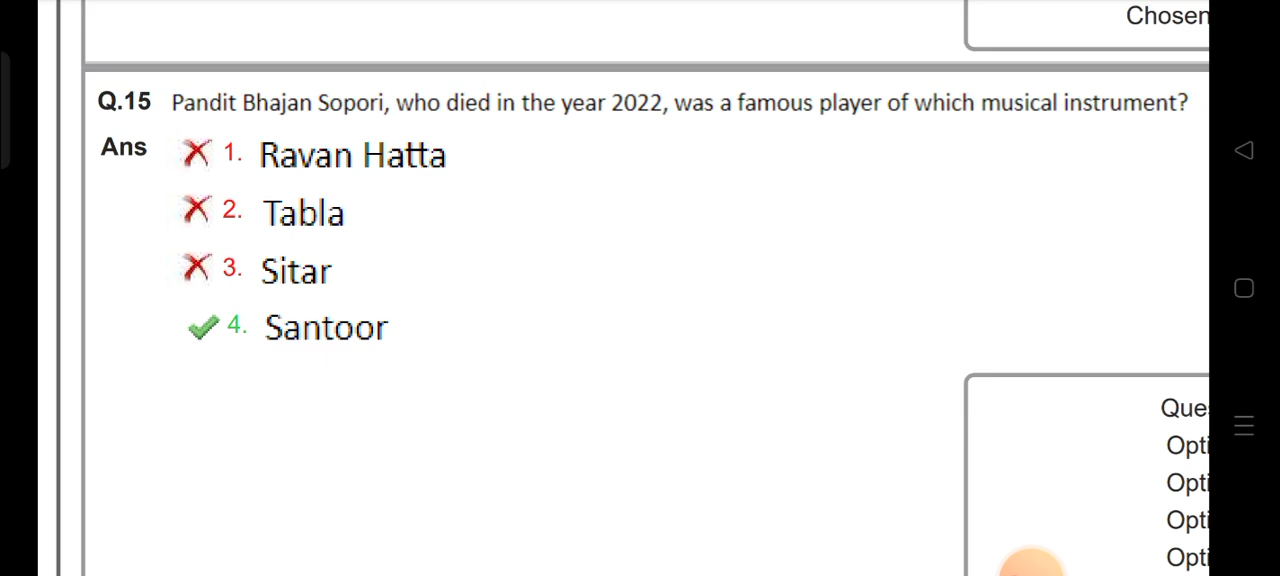 Chosen
Q.15 Pandit Bhajan Sopori, who died in the year 2022, was a famous player of which musical instrument?
Ans 1. Ravan Hatta
2. Tabla
3. Sitar
4. Santoor
Que
Opti
Opti
Opti
Opti